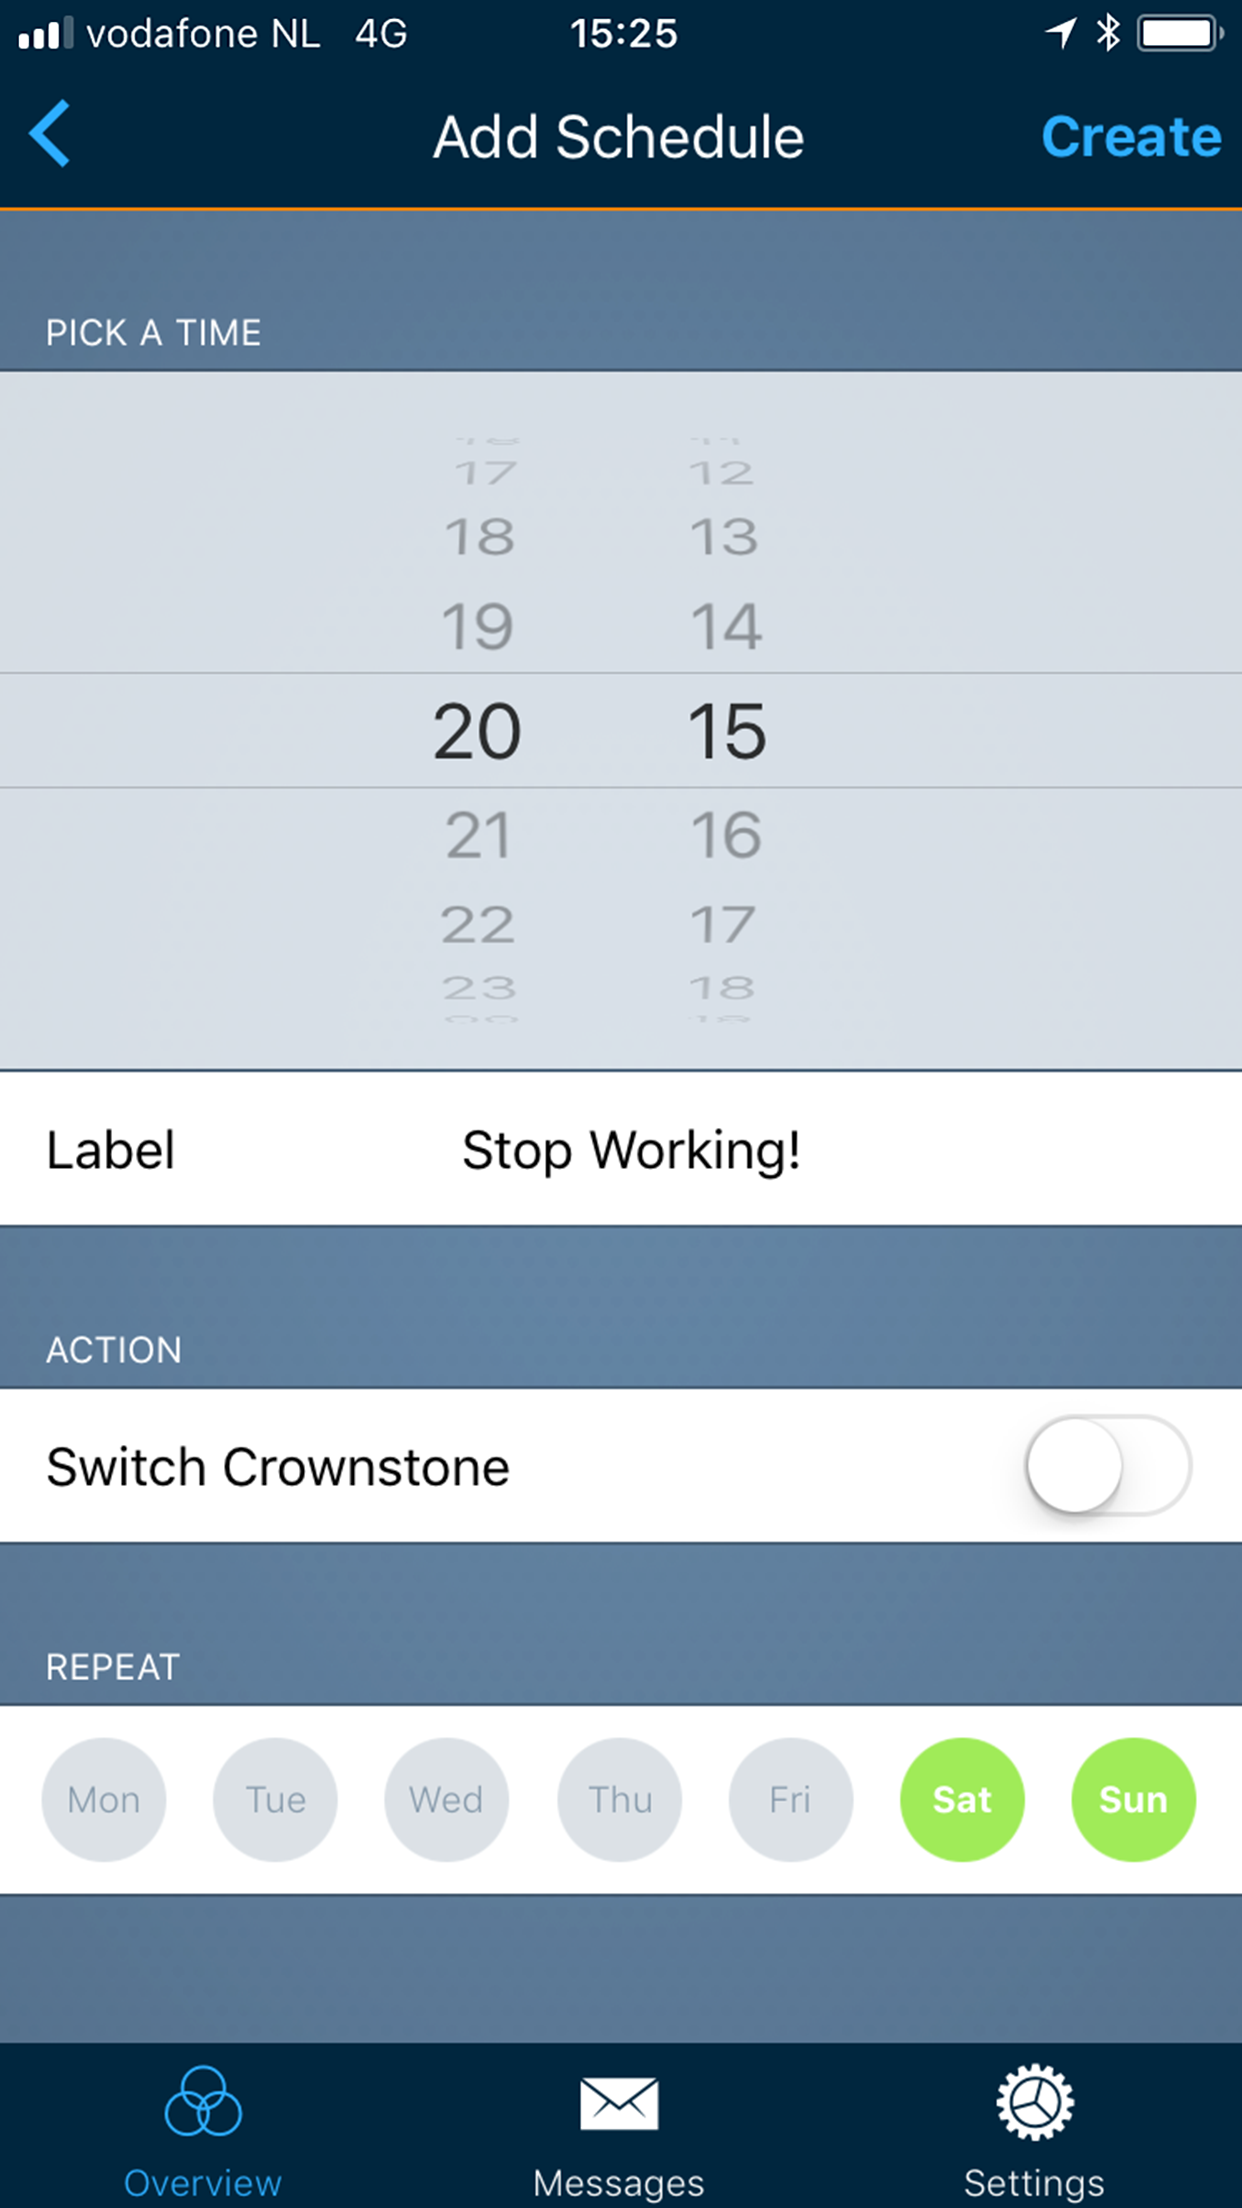 vodafone NL 4G 15:25
Add Schedule Create
PICK A TIME
17 12
18 13
19 14
20 15
21 16
22 17
23 18
Label Stop Working!
ACTION
Switch Crownstone
REPEAT
Mon Tue Wed Thu Fri Sat Sun
Overview Messages Settings